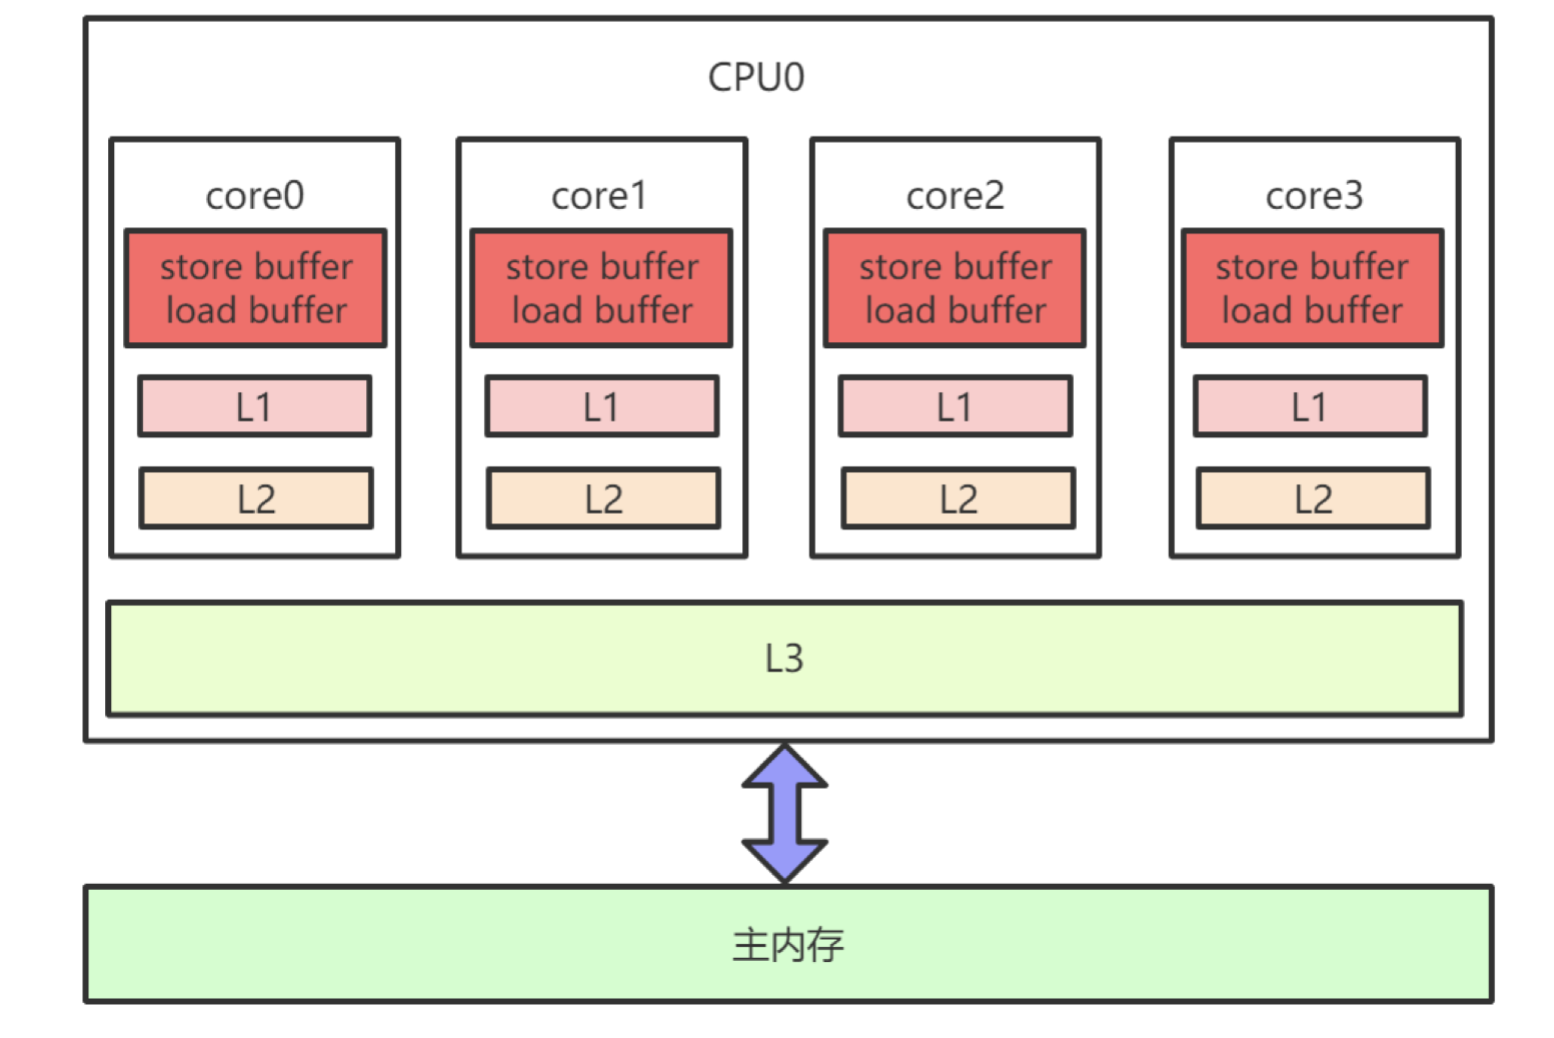 CPU0
core0
store buffer
load buffer
L1
L2
core1
store buffer
load buffer
L1
L2
core2
store buffer
load buffer
L1
L2
core3
store buffer
load buffer
L1
L2
L3
主内存